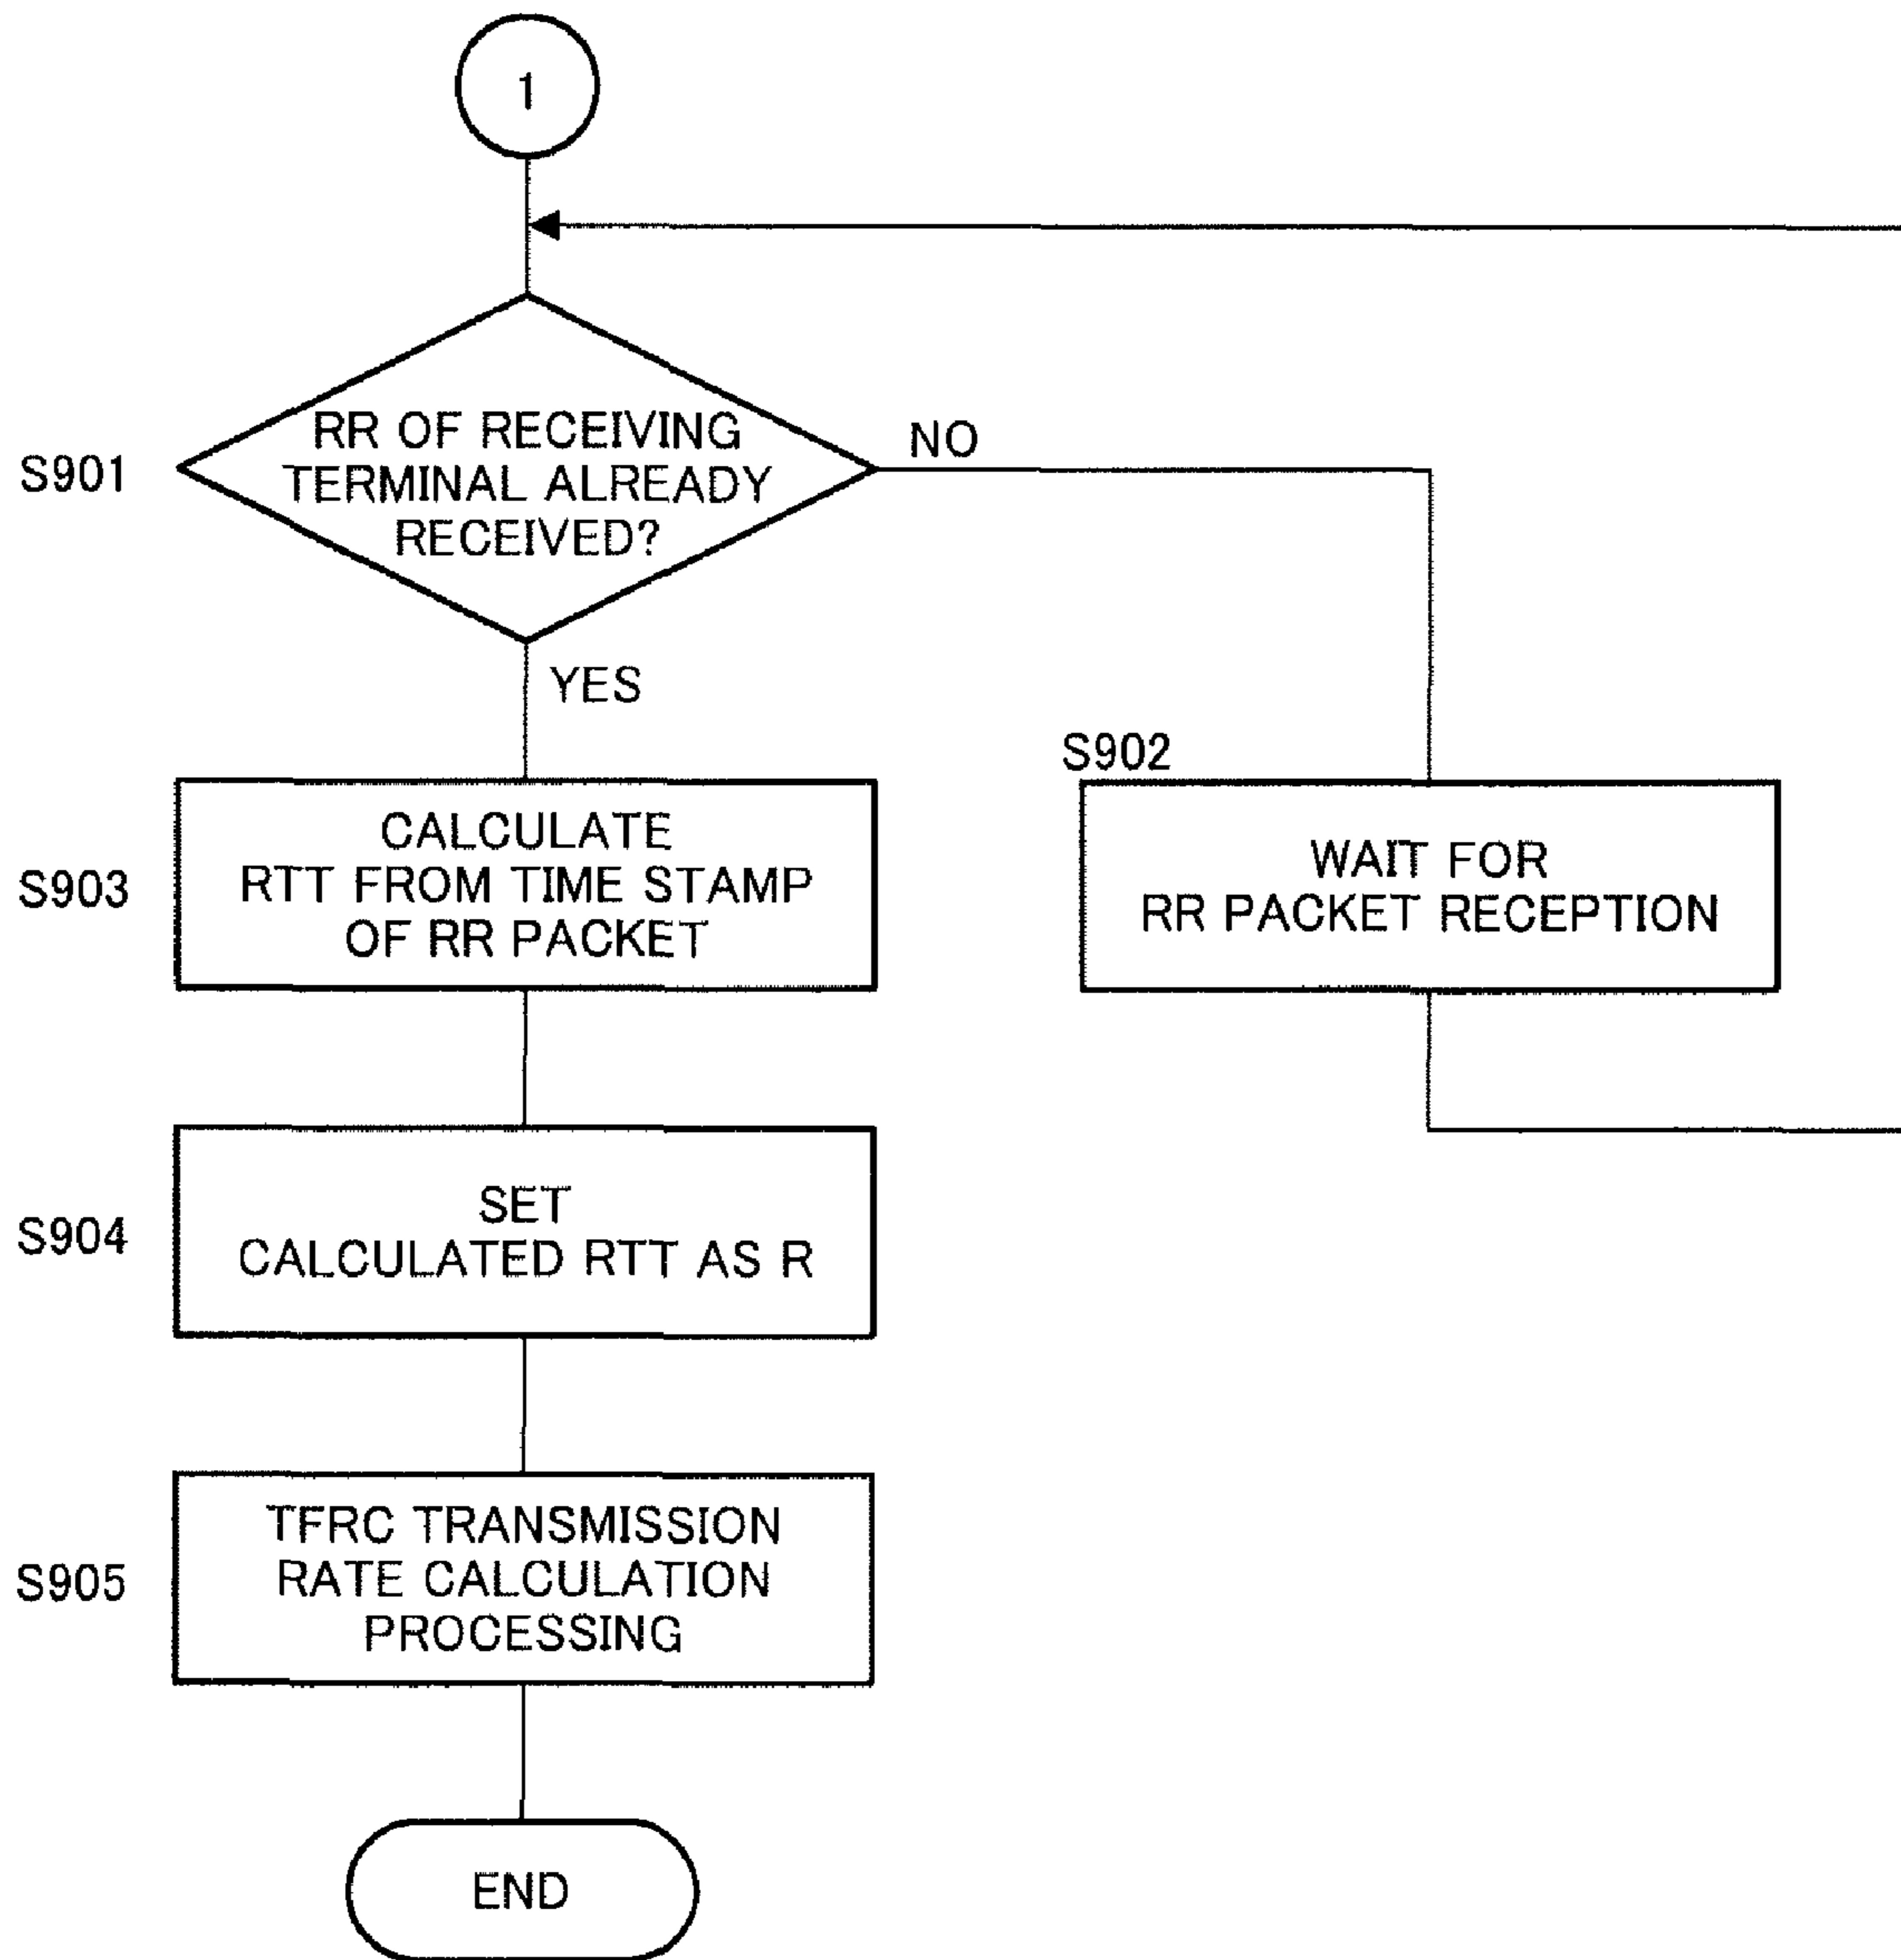 1
S901
RR OF RECEIVING
TERMINAL ALREADY
RECEIVED?
NO
YES
S902
WAIT FOR
RR PACKET RECEPTION
S903
CALCULATE
RTT FROM TIME STAMP
OF RR PACKET
S904
SET
CALCULATED RTT AS R
S905
TFRC TRANSMISSION
RATE CALCULATION
PROCESSING
END